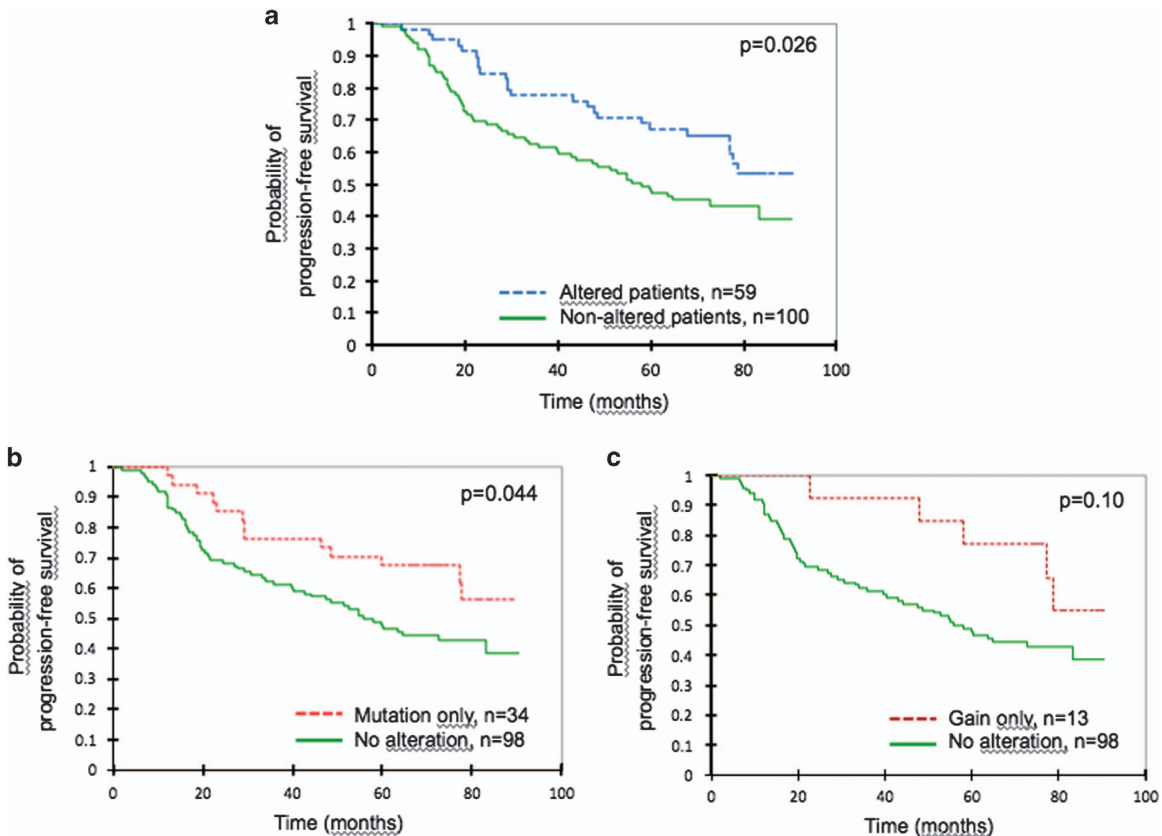 a
p=0.026
Probability of
progression-free survival
1
0.9
0.8
0.7
0.6
0.5
0.4
0.3
0.2
0.1
0
Altered patients, n=59
Non-altered patients, n=100
0 20 40 60 80 100
Time (months)
b
p=0.044
Probability of
progression-free survival
1
0.9
0.8
0.7
0.6
0.5
0.4
0.3
0.2
0.1
0
Mutation only, n=34
No alteration, n=98
0 20 40 60 80 100
Time (months)
c
p=0.10
Probability of
progression-free survival
1
0.9
0.8
0.7
0.6
0.5
0.4
0.3
0.2
0.1
0
Gain only, n=13
No alteration, n=98
0 20 40 60 80 100
Time (months)